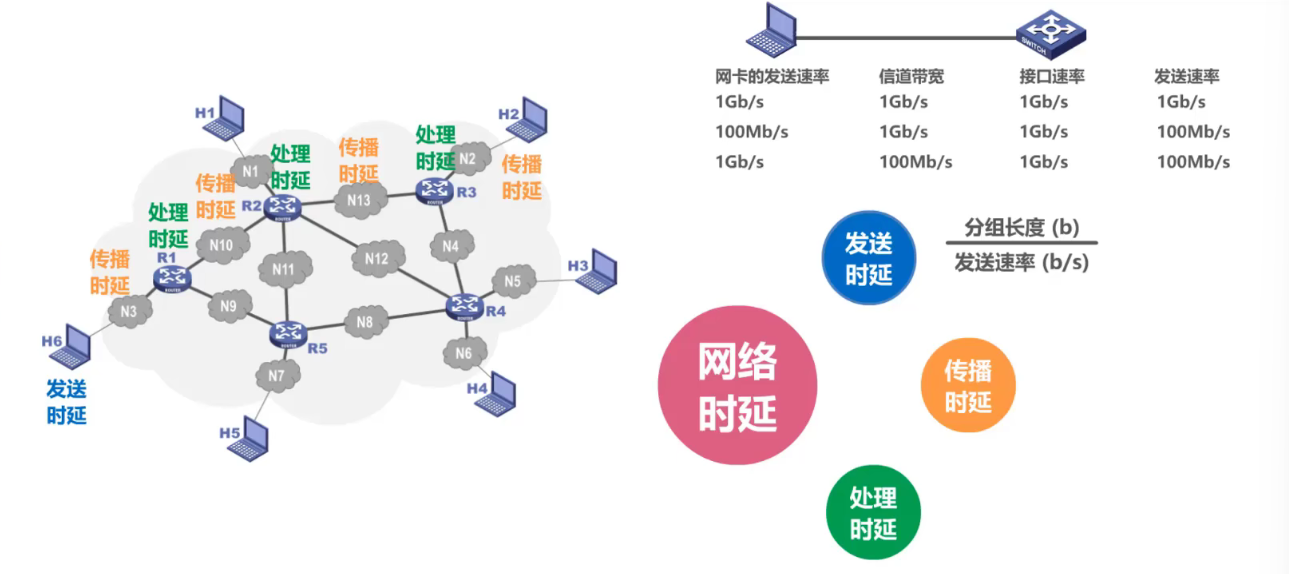 H1
H2
处理
时延
传播
时延
处理
时延
N1
N2
传播
时延
传播
时延
R2
N13
R3
处理
时延
N10
N4
传播
时延
R1
N11
N12
H3
N5
N3
N9
R4
N8
H6
R5
N6
N7
发送
时延
H4
H5
SWITCH
网卡的发送速率 信道带宽 接口速率 发送速率
1Gb/s 1Gb/s 1Gb/s 1Gb/s
100Mb/s 1Gb/s 1Gb/s 100Mb/s
1Gb/s 100Mb/s 1Gb/s 100Mb/s
发送
时延
分组长度 (b)
发送速率 (b/s)
网络
时延
传播
时延
处理
时延